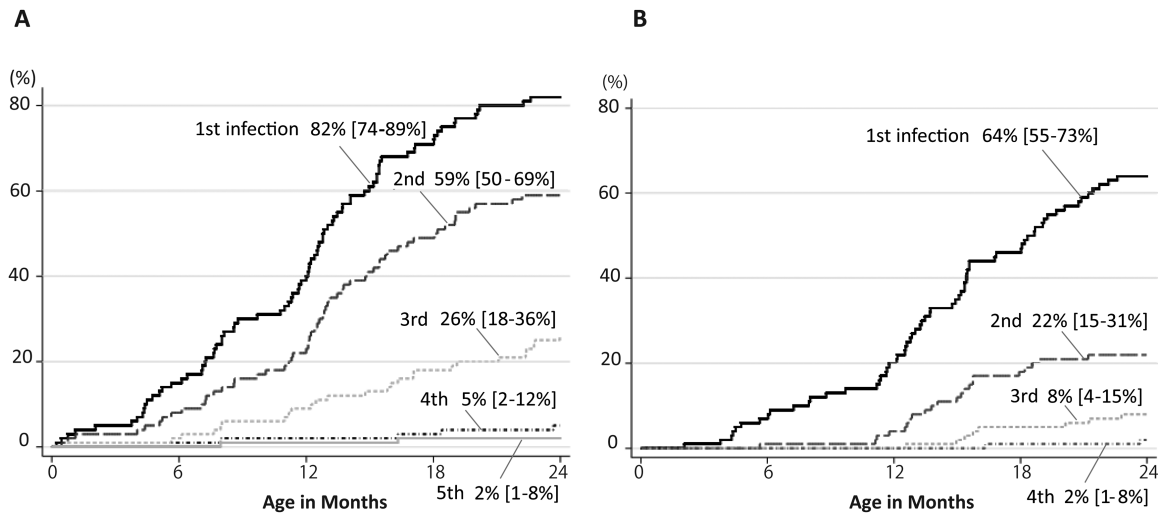 A
(%)
80
60
40
20
0
1st infection 82% [74-89%]
2nd 59% [50-69%]
3rd 26% [18-36%]
4th 5% [2-12%]
5th 2% [1-8%]
0 6 12 18 24
Age in Months
B
(%)
80
60
40
20
0
1st infection 64% [55-73%]
2nd 22% [15-31%]
3rd 8% [4-15%]
4th 2% [1-8%]
0 6 12 18 24
Age in Months